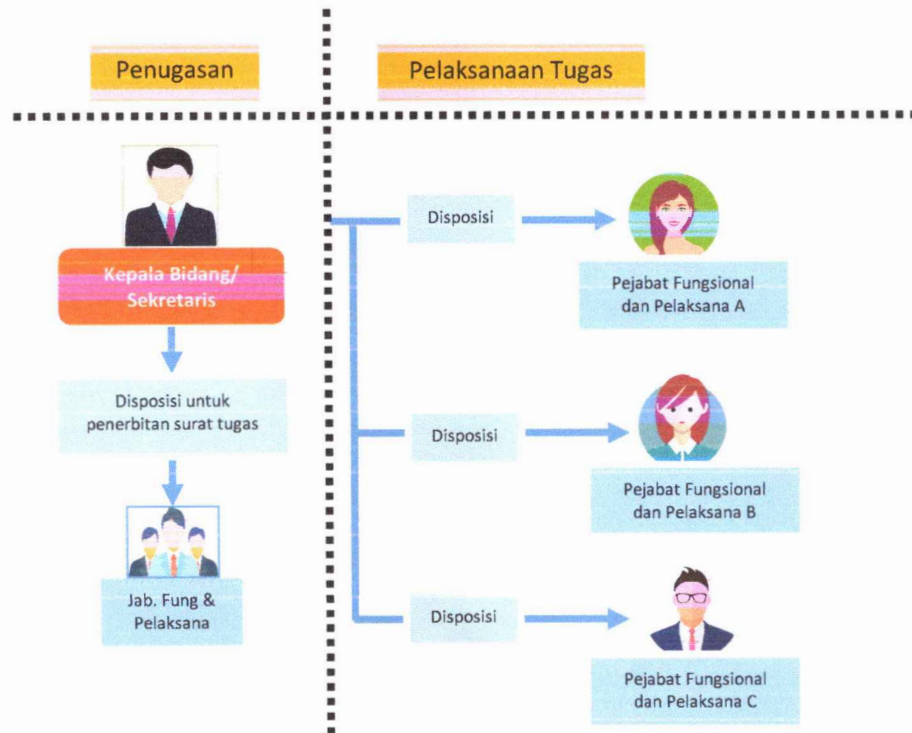 Penugasan
Pelaksanaan Tugas
Kepala Bidang/
Sekretaris
Disposisi untuk
penerbitan surat tugas
Jab. Fung &
Pelaksana
Disposisi
Pejabat Fungsional
dan Pelaksana A
Disposisi
Pejabat Fungsional
dan Pelaksana B
Disposisi
Pejabat Fungsional
dan Pelaksana C